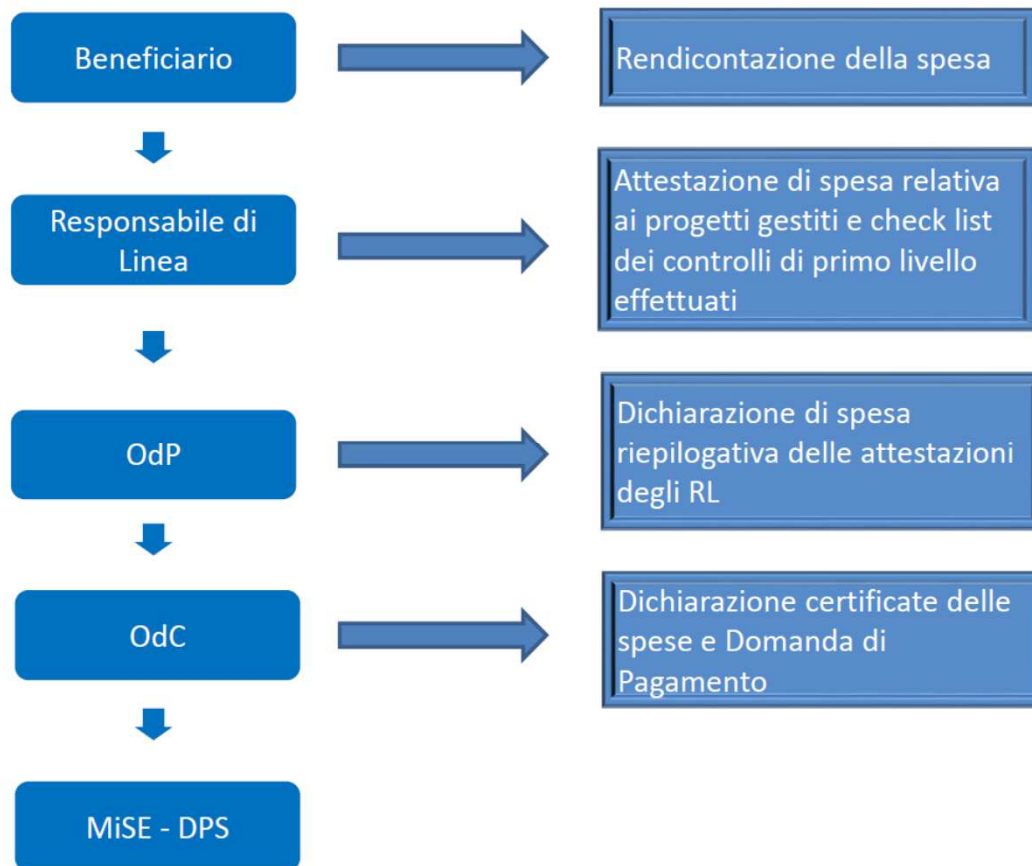 Beneficiario
Rendicontazione della spesa
Responsabile di
Linea
Attestazione di spesa relativa
ai progetti gestiti e check list
dei controlli di primo livello
effettuati
OdP
Dichiarazione di spesa
riepilogativa delle attestazioni
degli RL
OdC
Dichiarazione certificate delle
spese e Domanda di
Pagamento
MiSE - DPS